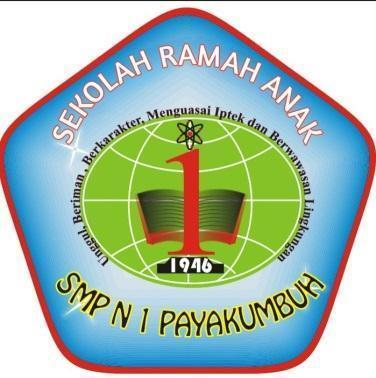 SEKOLAH RAMAH ANAK
Unggul, Beriman, Berkarakter, Menguasai Iptek dan Berwawasan Lingkungan
1
1946
SMP N 1 PAYAKUMBUH